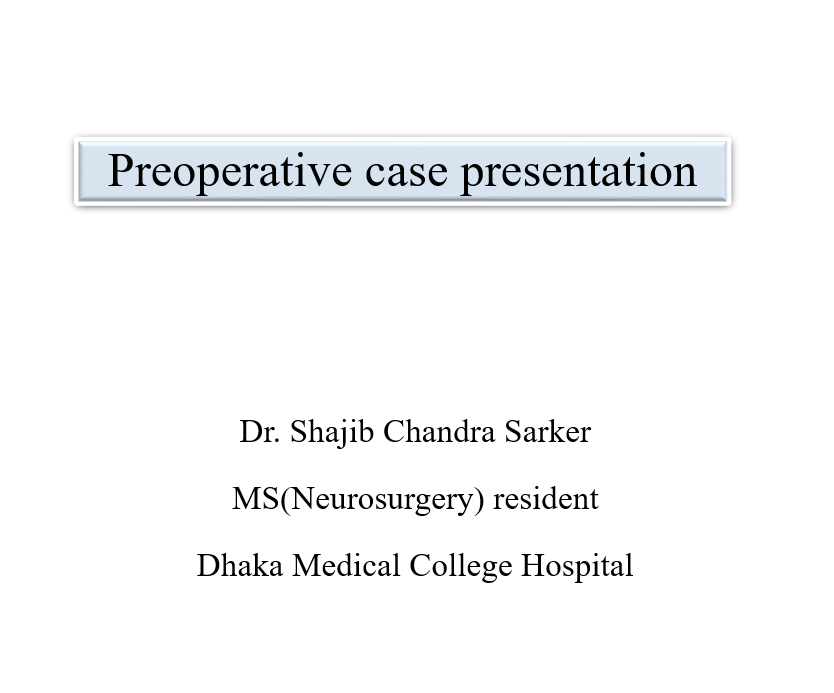 Preoperative case presentation
Dr. Shajib Chandra Sarker
MS(Neurosurgery) resident
Dhaka Medical College Hospital